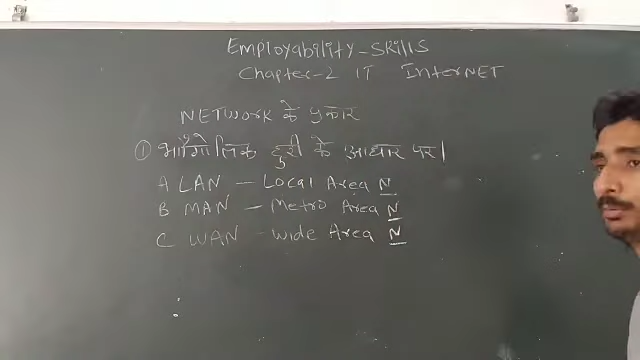 Employability-Skills
Chapter-2 IT InterNET
NETWORK के प्रकार
① भौगोलिक दुरी के आधार पर।
A LAN - Local Area N
B MAN - Metro Area N
C WAN - Wide Area N